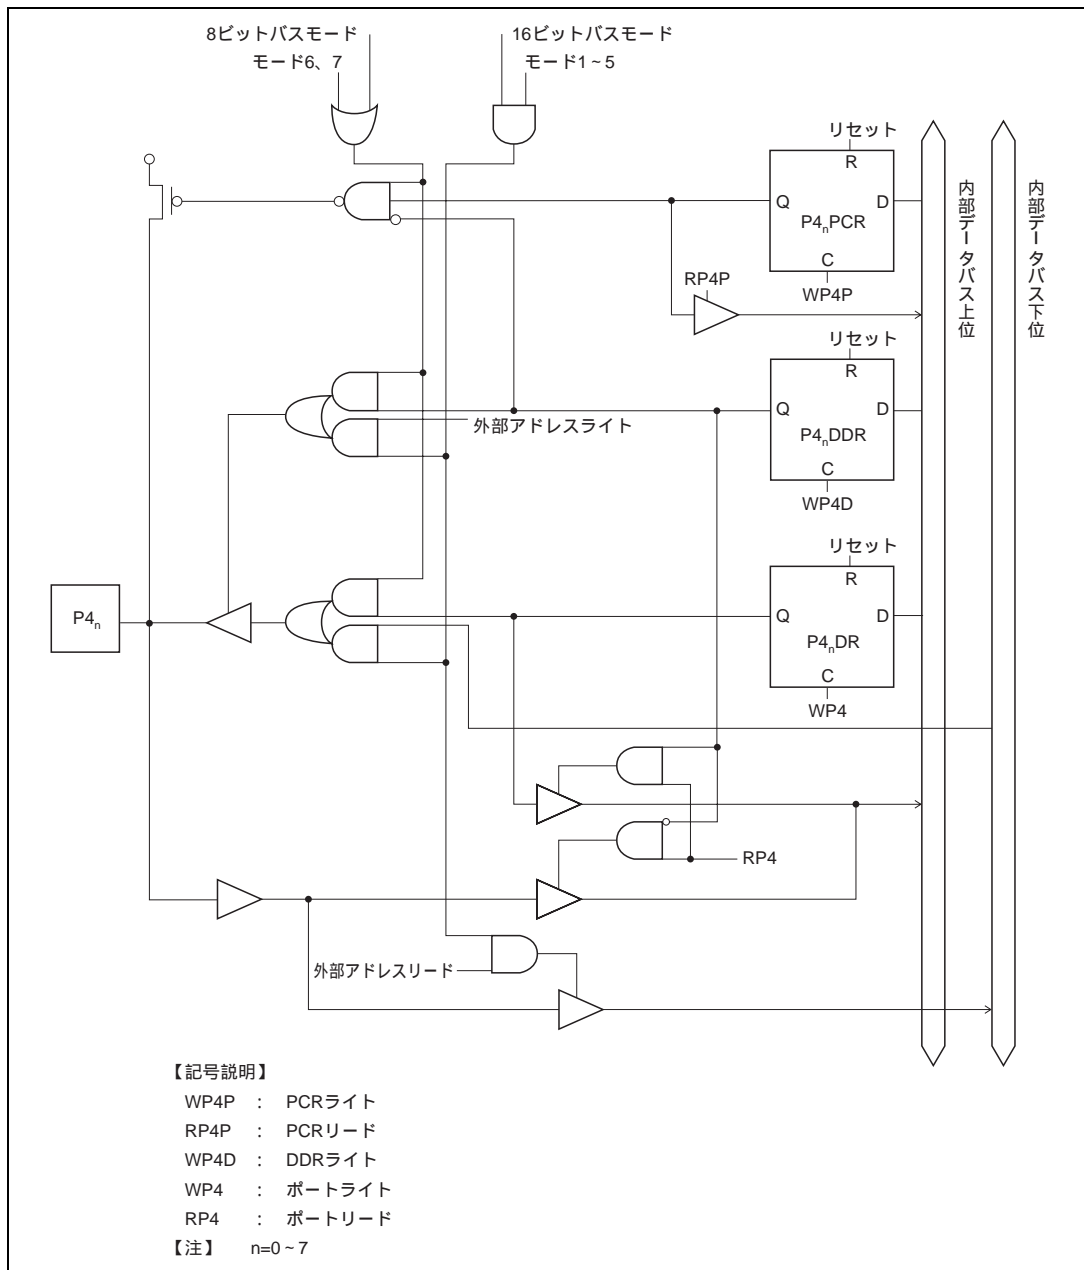 8ビットバスモード
モード6、7
16ビットバスモード
モード1～5
リセット
R
Q
D
P4nPCR
C
WP4P
RP4P
内部データバス上位
内部データバス下位
リセット
R
Q
D
P4nDDR
C
WP4D
外部アドレスライト
リセット
R
Q
D
P4nDR
C
WP4
P4n
RP4
外部アドレスリード
【記号説明】
WP4P : PCRライト
RP4P : PCRリード
WP4D : DDRライト
WP4 : ポートライト
RP4 : ポートリード
【注】 n=0～7